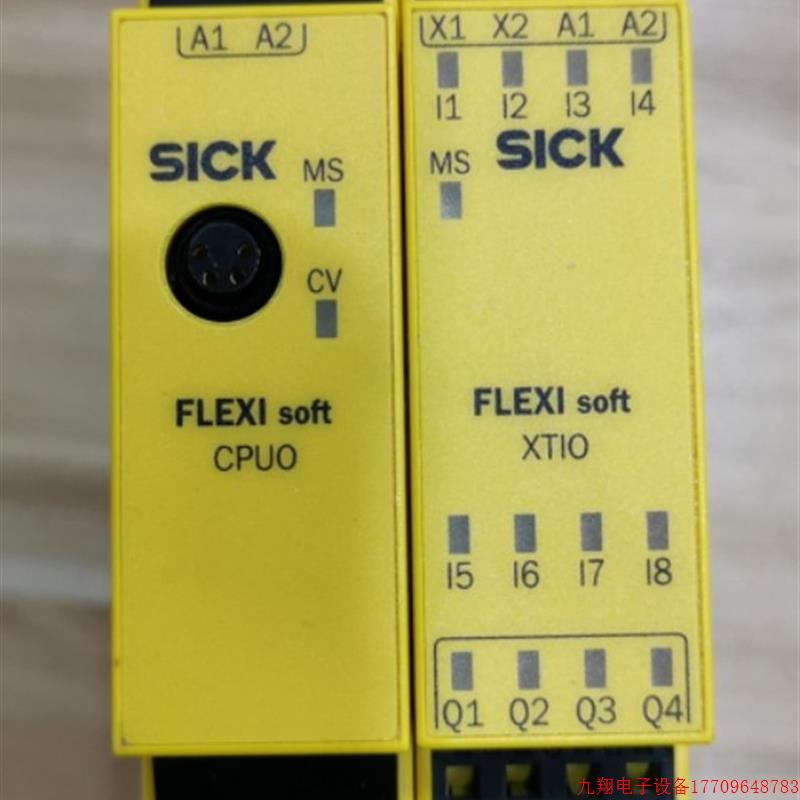 A1 A2
SICK
MS
CV
FLEXI soft
CPU0
X1 X2 A1 A2
I1 I2 I3 I4
MS
SICK
FLEXI soft
XTIO
I5 I6 I7 I8
Q1 Q2 Q3 Q4
九翔电子设备17709648783